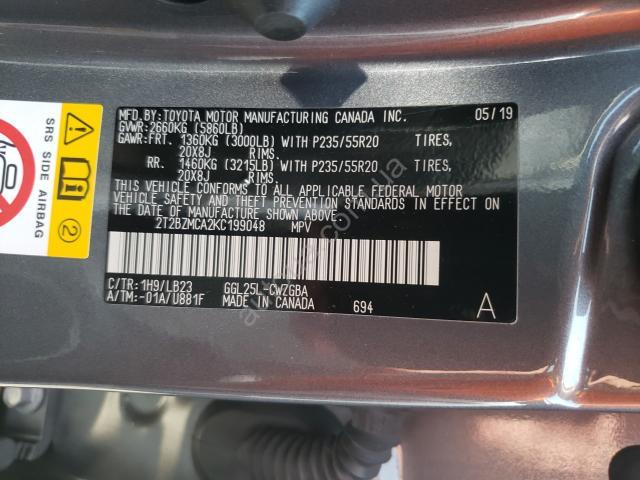 MFD.BY:TOYOTA MOTOR MANUFACTURING CANADA INC. 05/19
GVWR:2660KG (5860LB)
GAWR:FRT. 1360KG (3000LB) WITH P235/55R20 TIRES,
20X8J RIMS.
RR. 1460KG (3215LB) WITH P235/55R20 TIRES,
20X8J RIMS.
THIS VEHICLE CONFORMS TO ALL APPLICABLE FEDERAL MOTOR
VEHICLE SAFETY AND THEFT PREVENTION STANDARDS IN EFFECT ON
THE DATE OF MANUFACTURE SHOWN ABOVE.
2T2BZMCA2KC199048 MPV
C/TR:1H9/LB23 GGL25L-CWZGBA
A/TM:-01A/U881F MADE IN CANADA 694 A
SRS SIDE AIRBAG
2